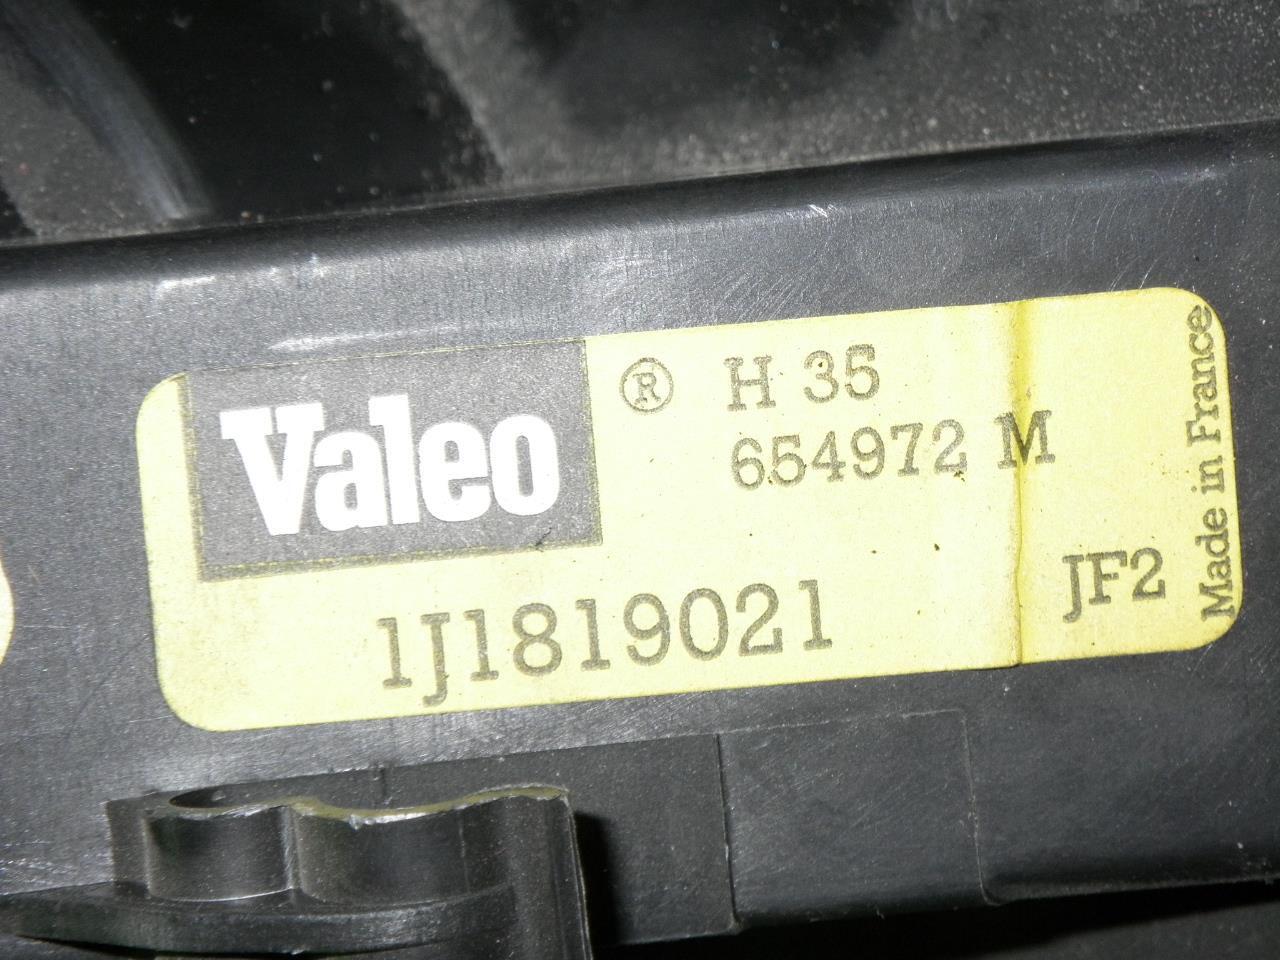 Valeo ® H 35
654972 M
JF2
1J1819021
Made in France